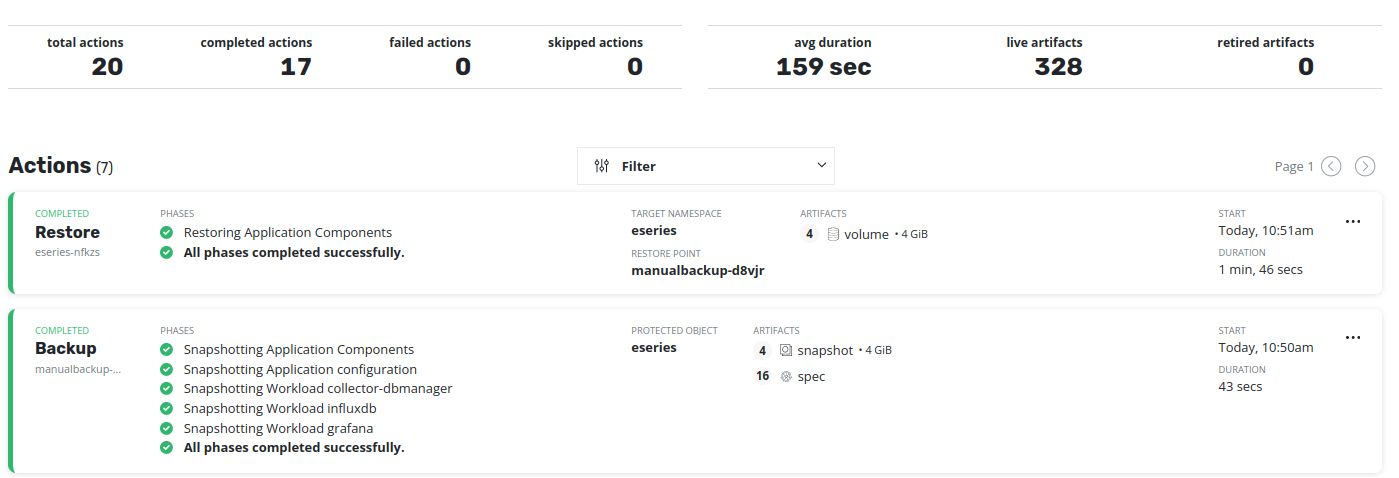 total actions completed actions failed actions skipped actions avg duration live artifacts retired artifacts
20 17 0 0 159 sec 328 0
Actions (7) Filter Page 1
COMPLETED PHASES TARGET NAMESPACE ARTIFACTS START
Restore Restoring Application Components eseries 4 volume • 4 GiB Today, 10:51am
eseries-nfkzs All phases completed successfully. RESTORE POINT DURATION
manualbackup-d8vjr 1 min, 46 secs
COMPLETED PHASES PROTECTED OBJECT ARTIFACTS START
Backup Snapshotting Application Components eseries 4 snapshot • 4 GiB Today, 10:50am
manualbackup-... Snapshotting Application configuration 16 spec DURATION
Snapshotting Workload collector-dbmanager 43 secs
Snapshotting Workload influxdb
Snapshotting Workload grafana
All phases completed successfully.